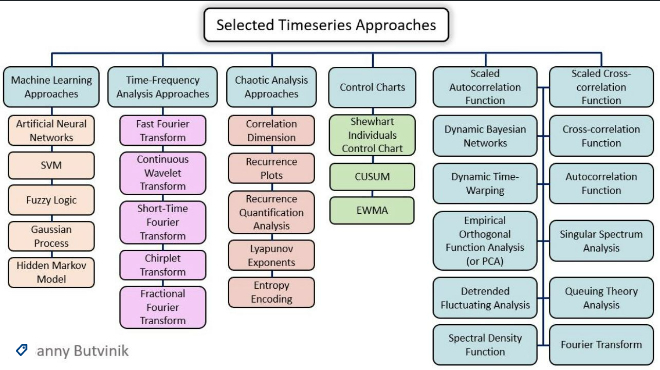 Selected Timeseries Approaches
Machine Learning
Approaches
Artificial Neural
Networks
SVM
Fuzzy Logic
Gaussian
Process
Hidden Markov
Model
Time-Frequency
Analysis Approaches
Fast Fourier
Transform
Continuous
Wavelet
Transform
Short-Time
Fourier
Transform
Chirplet
Transform
Fractional
Fourier
Transform
Chaotic Analysis
Approaches
Correlation
Dimension
Recurrence
Plots
Recurrence
Quantification
Analysis
Lyapunov
Exponents
Entropy
Encoding
Control Charts
Shewhart
Individuals
Control Chart
CUSUM
EWMA
Scaled
Autocorrelation
Function
Dynamic Bayesian
Networks
Dynamic Time-
Warping
Empirical
Orthogonal
Function Analysis
(or PCA)
Detrended
Fluctuating Analysis
Spectral Density
Function
Scaled Cross-
correlation
Function
Cross-correlation
Function
Autocorrelation
Function
Singular Spectrum
Analysis
Queuing Theory
Analysis
Fourier Transform
anny Butvinik